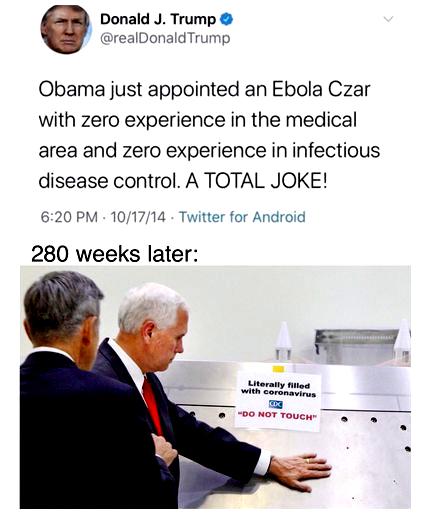 Donald J. Trump
@realDonaldTrump
Obama just appointed an Ebola Czar
with zero experience in the medical
area and zero experience in infectious
disease control. A TOTAL JOKE!
6:20 PM · 10/17/14 · Twitter for Android
280 weeks later:
Literally filled
with coronavirus
CDC
"DO NOT TOUCH"